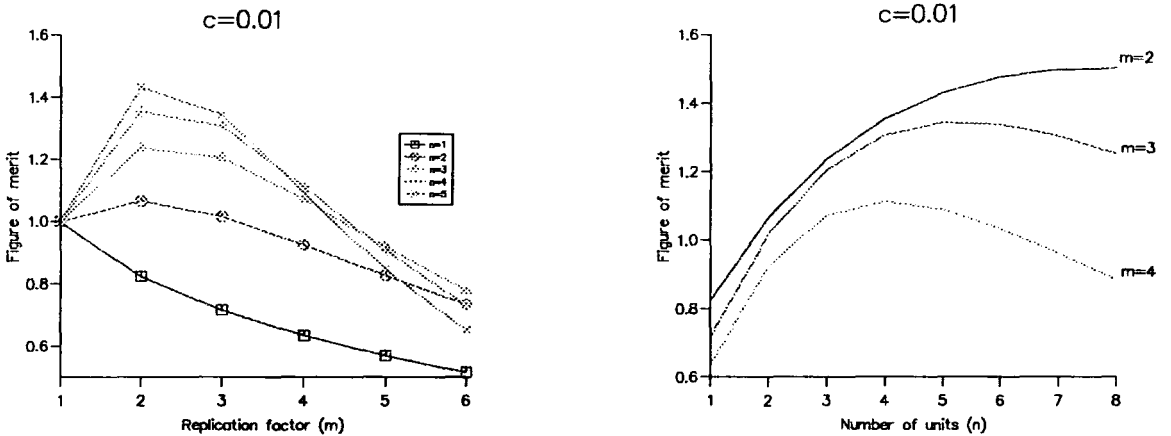 c=0.01
1.6
1.4
1.2
1.0
0.8
0.6
Figure of merit
1 2 3 4 5 6
Replication factor (m)
n=1
n=2
n=3
n=4
n=5
c=0.01
1.6
1.4
1.2
1.0
0.8
0.6
Figure of merit
m=2
m=3
m=4
1 2 3 4 5 6 7 8
Number of units (n)